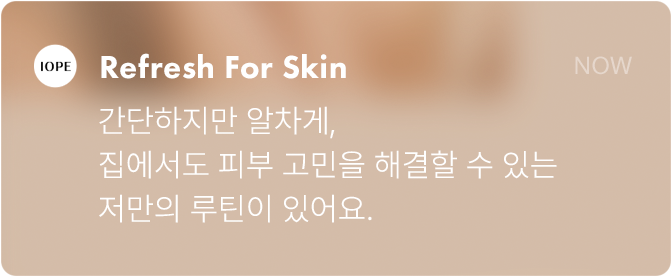 IOPE
Refresh For Skin
NOW
간단하지만 알차게,
집에서도 피부 고민을 해결할 수 있는
저만의 루틴이 있어요.